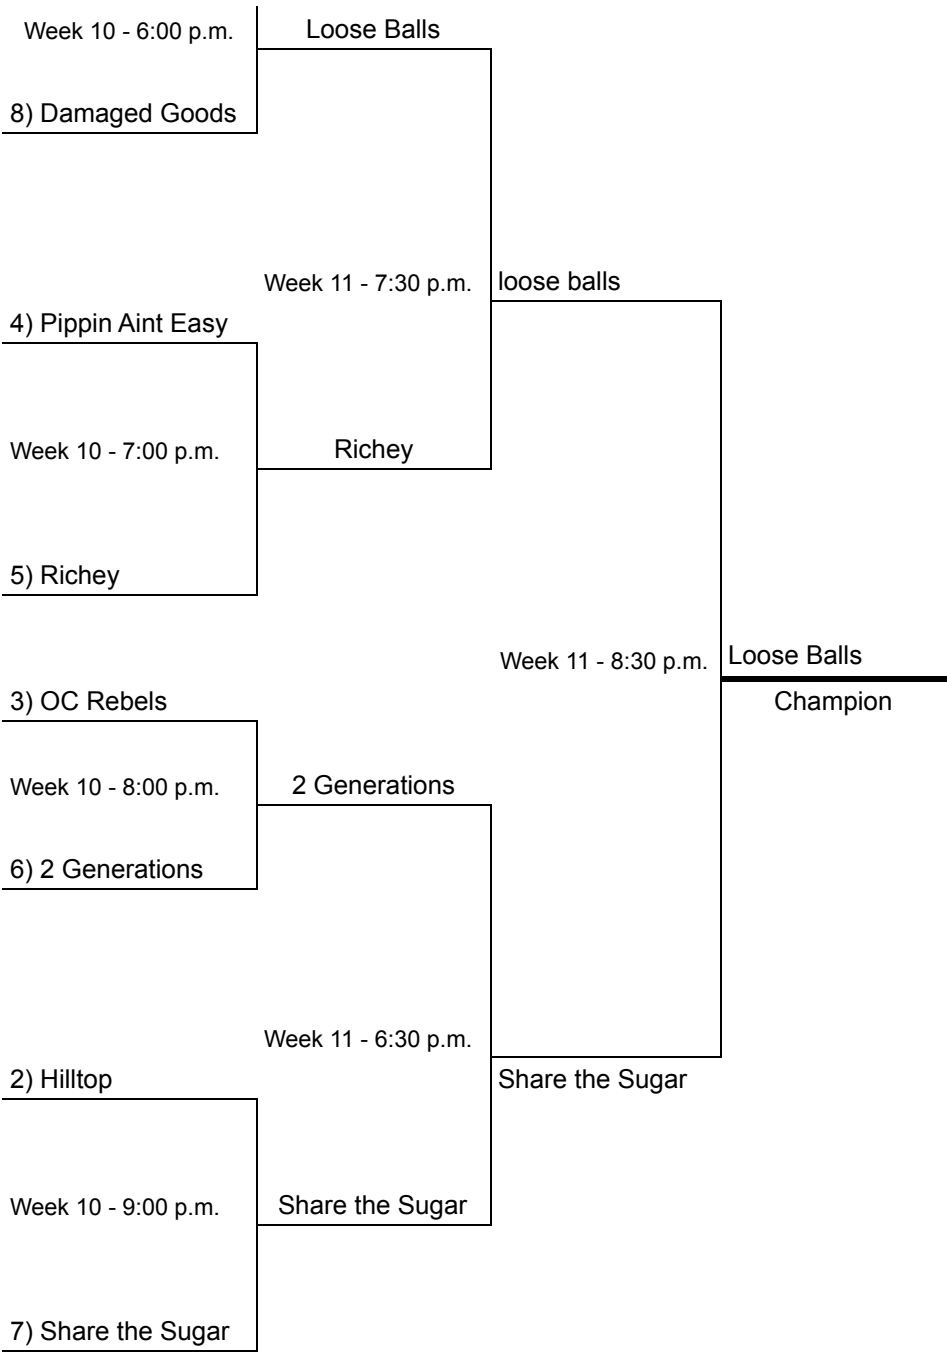 Week 10 - 6:00 p.m.
Loose Balls
8) Damaged Goods
Week 11 - 7:30 p.m.
loose balls
4) Pippin Aint Easy
Week 10 - 7:00 p.m.
Richey
5) Richey
Week 11 - 8:30 p.m.
Loose Balls
3) OC Rebels
Champion
Week 10 - 8:00 p.m.
2 Generations
6) 2 Generations
Week 11 - 6:30 p.m.
2) Hilltop
Share the Sugar
Week 10 - 9:00 p.m.
Share the Sugar
7) Share the Sugar